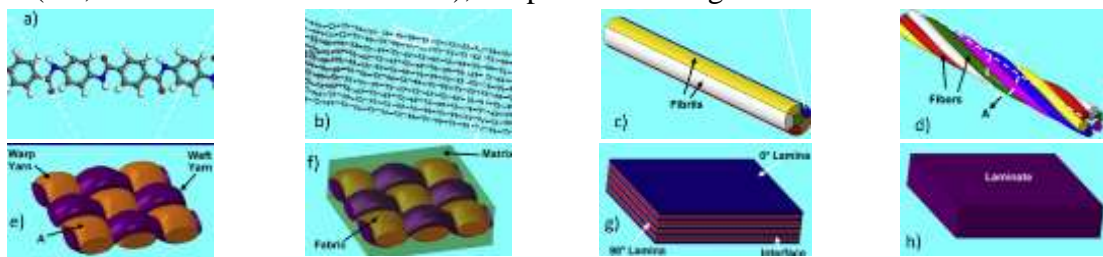 a)
b)
Fibrils
c)
Fibers
A
d)
Warp
Yarn
Weft
Yarn
A
e)
f)
Matrix
Fabric
0° Lamina
g)
90° Lamina
Interface
Laminate
h)